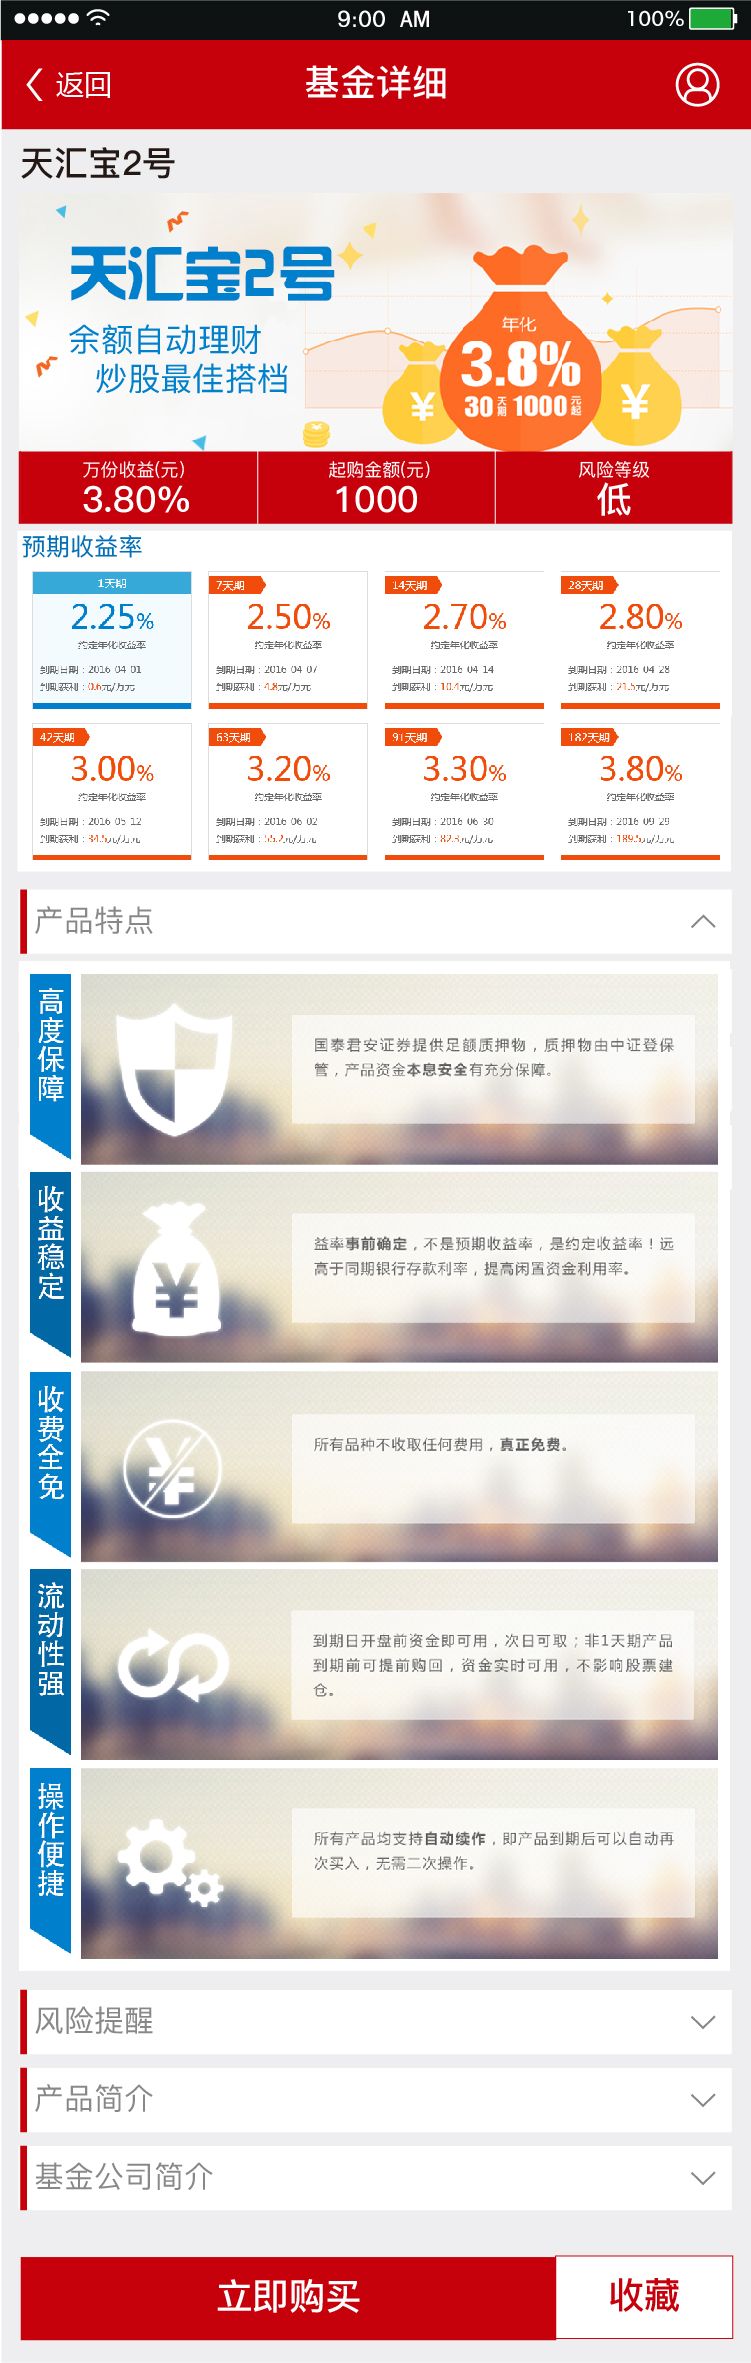 9:00 AM
100%
返回
基金详细
天汇宝2号
天汇宝2号
余额自动理财
炒股最佳搭档
年化
3.8%
30天期 1000元起
¥
¥
万份收益(元)
3.80%
起购金额(元)
1000
风险等级
低
预期收益率
1天期
2.25%
约定年化收益率
到期日期：2016-04-01
到期获利：0.6元/万元
7天期
2.50%
约定年化收益率
到期日期：2016-04-07
到期获利：4.8元/万元
14天期
2.70%
约定年化收益率
到期日期：2016-04-14
到期获利：10.4元/万元
28天期
2.80%
约定年化收益率
到期日期：2016-04-28
到期获利：21.5元/万元
42天期
3.00%
约定年化收益率
到期日期：2016-05-12
到期获利：34.5元/万元
63天期
3.20%
约定年化收益率
到期日期：2016-06-02
到期获利：55.2元/万元
91天期
3.30%
约定年化收益率
到期日期：2016-06-30
到期获利：82.3元/万元
182天期
3.80%
约定年化收益率
到期日期：2016-09-29
到期获利：189.5元/万元
产品特点
高度保障
国泰君安证券提供足额质押物，质押物由中证登保
管，产品资金本息安全有充分保障。
收益稳定
¥
益率事前确定，不是预期收益率，是约定收益率！远
高于同期银行存款利率，提高闲置资金利用率。
收费全免
¥
所有品种不收取任何费用，真正免费。
流动性强
到期日开盘前资金即可用，次日可取；非1天期产品
到期前可提前购回，资金实时可用，不影响股票建
仓。
操作便捷
所有产品均支持自动续作，即产品到期后可以自动再
次买入，无需二次操作。
风险提醒
产品简介
基金公司简介
立即购买
收藏